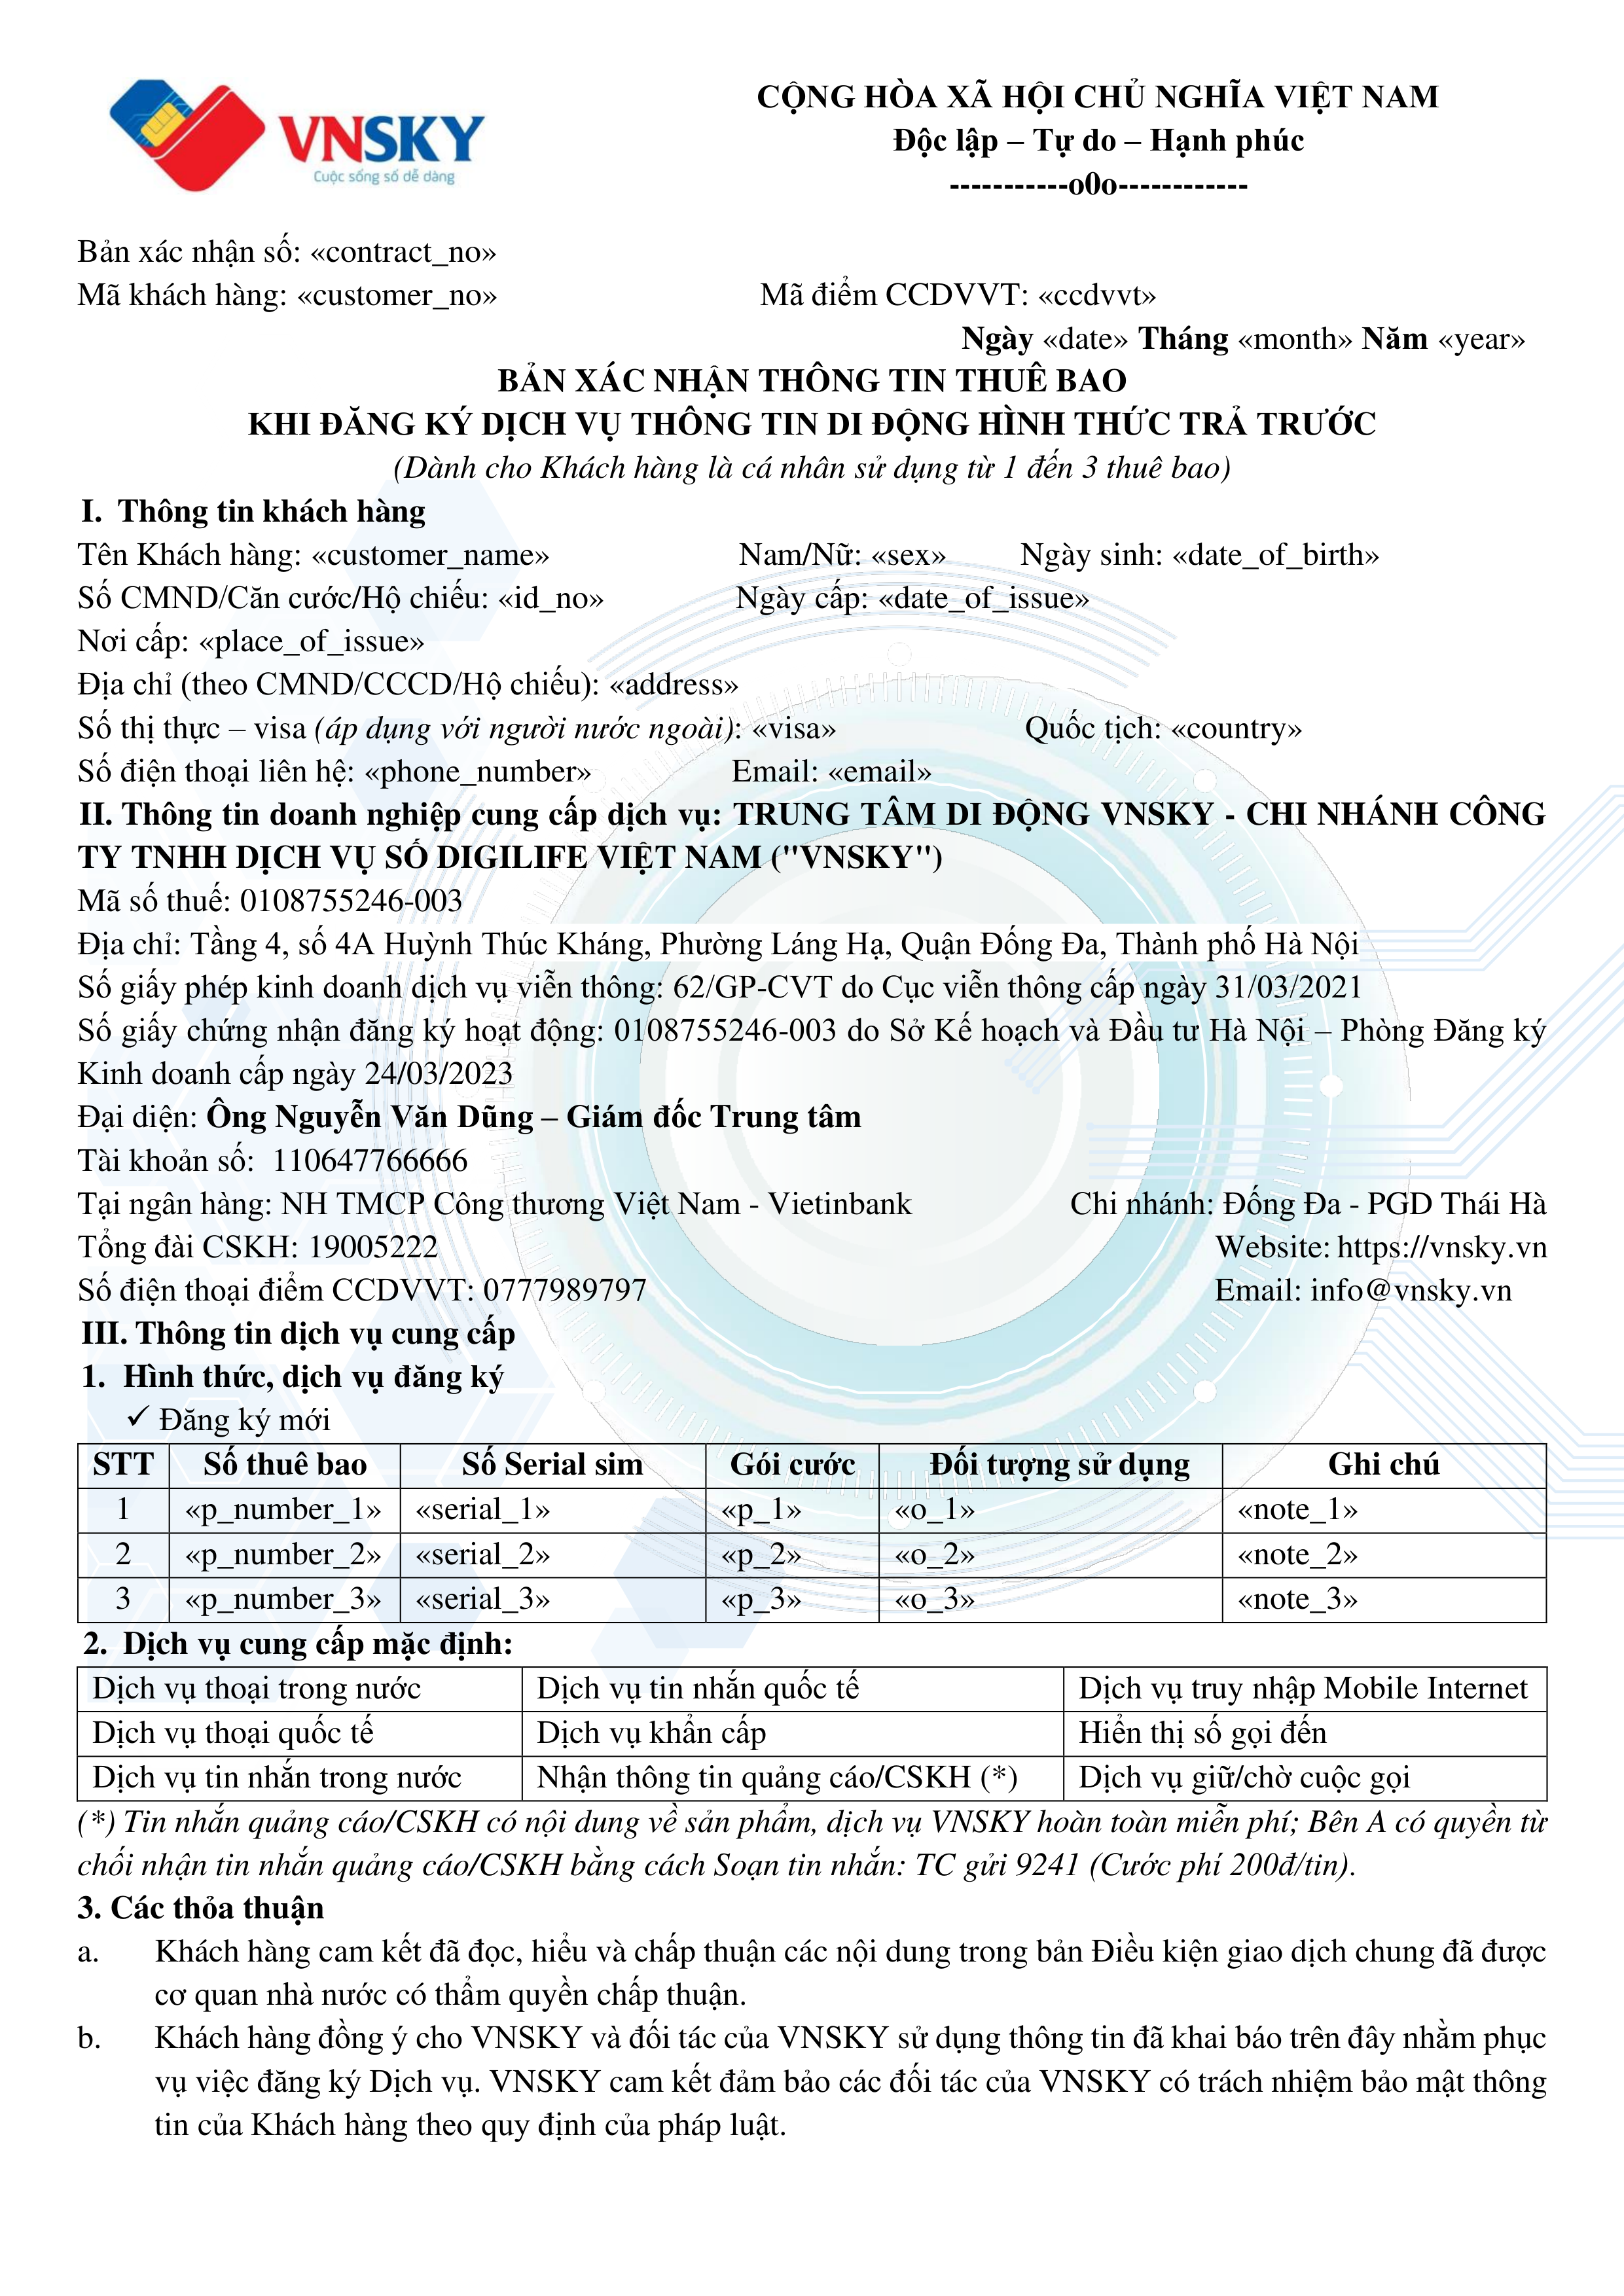 VNSKY
Cuộc sống số dễ dàng
CỘNG HÒA XÃ HỘI CHỦ NGHĨA VIỆT NAM
Độc lập – Tự do – Hạnh phúc
-----------o0o------------
Bản xác nhận số: «contract_no»
Mã khách hàng: «customer_no» Mã điểm CCDVVT: «ccdvvt»
Ngày «date» Tháng «month» Năm «year»
BẢN XÁC NHẬN THÔNG TIN THUÊ BAO
KHI ĐĂNG KÝ DỊCH VỤ THÔNG TIN DI ĐỘNG HÌNH THỨC TRẢ TRƯỚC
(Dành cho Khách hàng là cá nhân sử dụng từ 1 đến 3 thuê bao)
I. Thông tin khách hàng
Tên Khách hàng: «customer_name» Nam/Nữ: «sex» Ngày sinh: «date_of_birth»
Số CMND/Căn cước/Hộ chiếu: «id_no» Ngày cấp: «date_of_issue»
Nơi cấp: «place_of_issue»
Địa chỉ (theo CMND/CCCD/Hộ chiếu): «address»
Số thị thực – visa (áp dụng với người nước ngoài): «visa» Quốc tịch: «country»
Số điện thoại liên hệ: «phone_number» Email: «email»
II. Thông tin doanh nghiệp cung cấp dịch vụ: TRUNG TÂM DI ĐỘNG VNSKY - CHI NHÁNH CÔNG
TY TNHH DỊCH VỤ SỐ DIGILIFE VIỆT NAM ("VNSKY")
Mã số thuế: 0108755246-003
Địa chỉ: Tầng 4, số 4A Huỳnh Thúc Kháng, Phường Láng Hạ, Quận Đống Đa, Thành phố Hà Nội
Số giấy phép kinh doanh dịch vụ viễn thông: 62/GP-CVT do Cục viễn thông cấp ngày 31/03/2021
Số giấy chứng nhận đăng ký hoạt động: 0108755246-003 do Sở Kế hoạch và Đầu tư Hà Nội – Phòng Đăng ký
Kinh doanh cấp ngày 24/03/2023
Đại diện: Ông Nguyễn Văn Dũng – Giám đốc Trung tâm
Tài khoản số: 110647766666
Tại ngân hàng: NH TMCP Công thương Việt Nam - Vietinbank Chi nhánh: Đống Đa - PGD Thái Hà
Tổng đài CSKH: 19005222 Website: https://vnsky.vn
Số điện thoại điểm CCDVVT: 0777989797 Email: info@vnsky.vn
III. Thông tin dịch vụ cung cấp
1. Hình thức, dịch vụ đăng ký
✓ Đăng ký mới
STT Số thuê bao Số Serial sim Gói cước Đối tượng sử dụng Ghi chú
1 «p_number_1» «serial_1» «p_1» «o_1» «note_1»
2 «p_number_2» «serial_2» «p_2» «o_2» «note_2»
3 «p_number_3» «serial_3» «p_3» «o_3» «note_3»
2. Dịch vụ cung cấp mặc định:
Dịch vụ thoại trong nước Dịch vụ tin nhắn quốc tế Dịch vụ truy nhập Mobile Internet
Dịch vụ thoại quốc tế Dịch vụ khẩn cấp Hiển thị số gọi đến
Dịch vụ tin nhắn trong nước Nhận thông tin quảng cáo/CSKH (*) Dịch vụ giữ/chờ cuộc gọi
(*) Tin nhắn quảng cáo/CSKH có nội dung về sản phẩm, dịch vụ VNSKY hoàn toàn miễn phí; Bên A có quyền từ
chối nhận tin nhắn quảng cáo/CSKH bằng cách Soạn tin nhắn: TC gửi 9241 (Cước phí 200đ/tin).
3. Các thỏa thuận
a. Khách hàng cam kết đã đọc, hiểu và chấp thuận các nội dung trong bản Điều kiện giao dịch chung đã được
cơ quan nhà nước có thẩm quyền chấp thuận.
b. Khách hàng đồng ý cho VNSKY và đối tác của VNSKY sử dụng thông tin đã khai báo trên đây nhằm phục
vụ việc đăng ký Dịch vụ. VNSKY cam kết đảm bảo các đối tác của VNSKY có trách nhiệm bảo mật thông
tin của Khách hàng theo quy định của pháp luật.